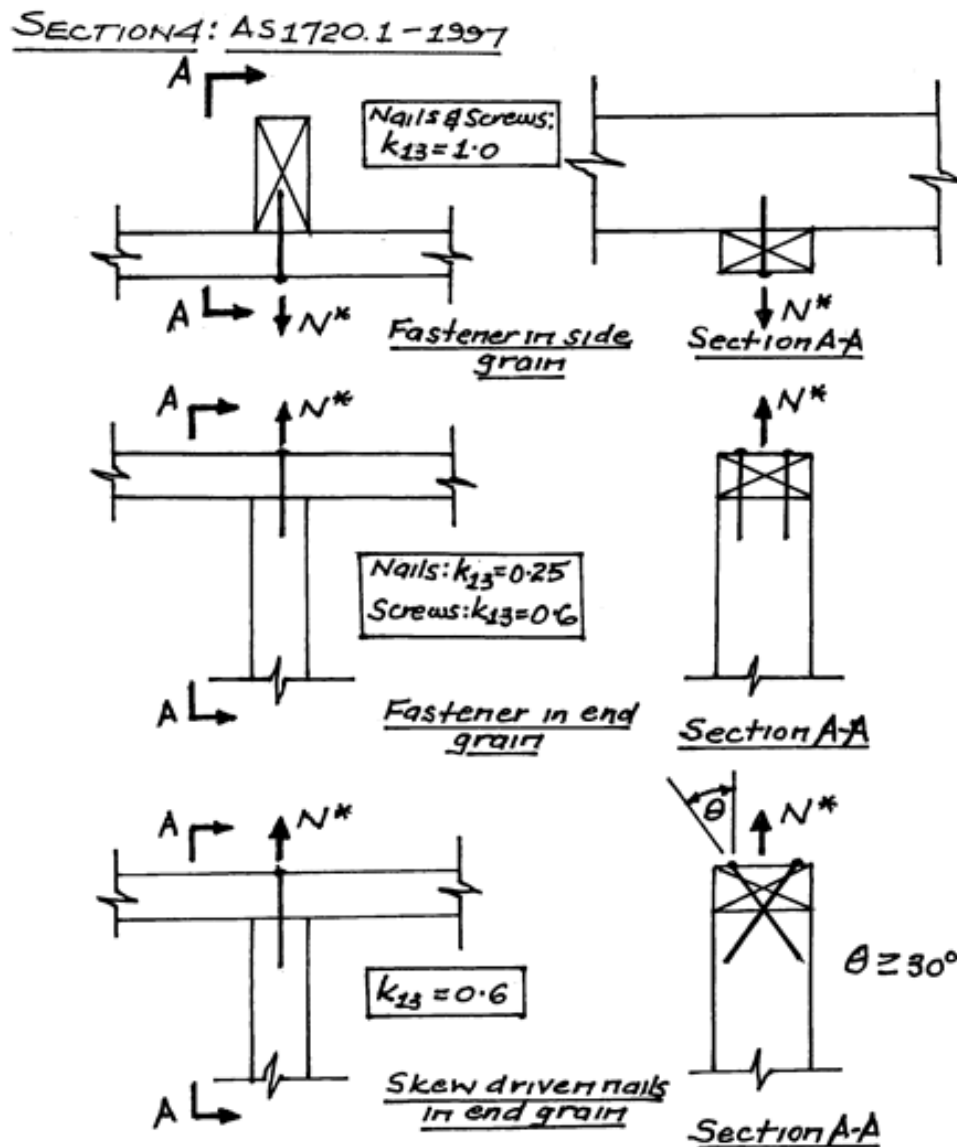 SECTION4: AS1720.1-1997
A
Nails & Screws:
k13=1.0
A
N*
Fastener in side
grain
N*
Section A-A
A
N*
N*
Nails: k13=0.25
Screws: k13=0.6
A
Fastener in end
grain
Section A-A
A
N*
θ
N*
k13=0.6
θ≥30°
A
Skew driven nails
in end grain
Section A-A